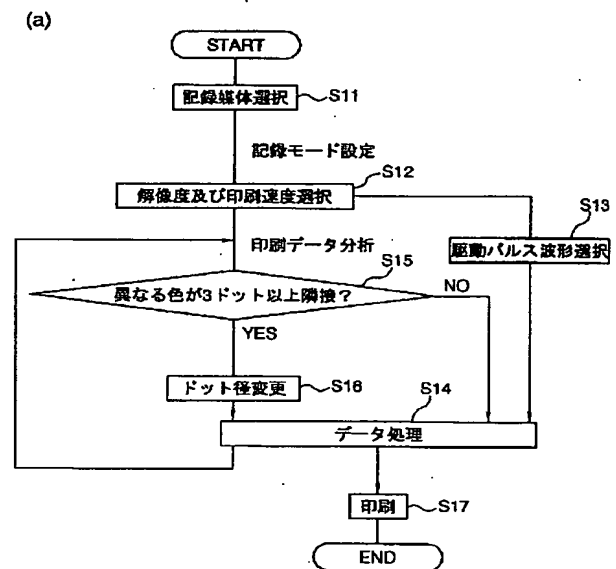 (a)
START
記録媒体選択
S11
記録モード設定
S12
解像度及び印刷速度選択
S13
印刷データ分析
駆動パルス波形選択
S15
異なる色が3ドット以上隣接?
NO
YES
ドット径変更
S16
S14
データ処理
印刷
S17
END